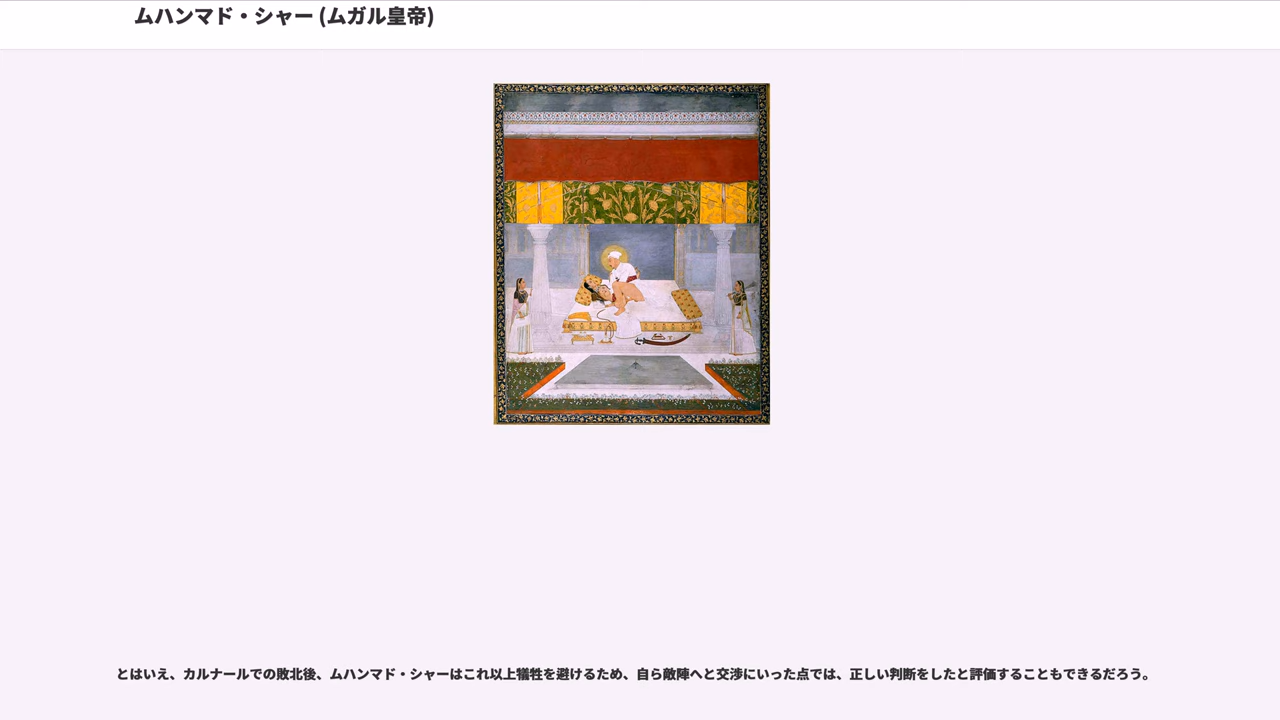 ムハンマド・シャー (ムガル皇帝)
とはいえ、カルナールでの敗北後、ムハンマド・シャーはこれ以上犠牲を避けるため、自ら敵陣へと交渉にいった点では、正しい判断をしたと評価することもできるだろう。